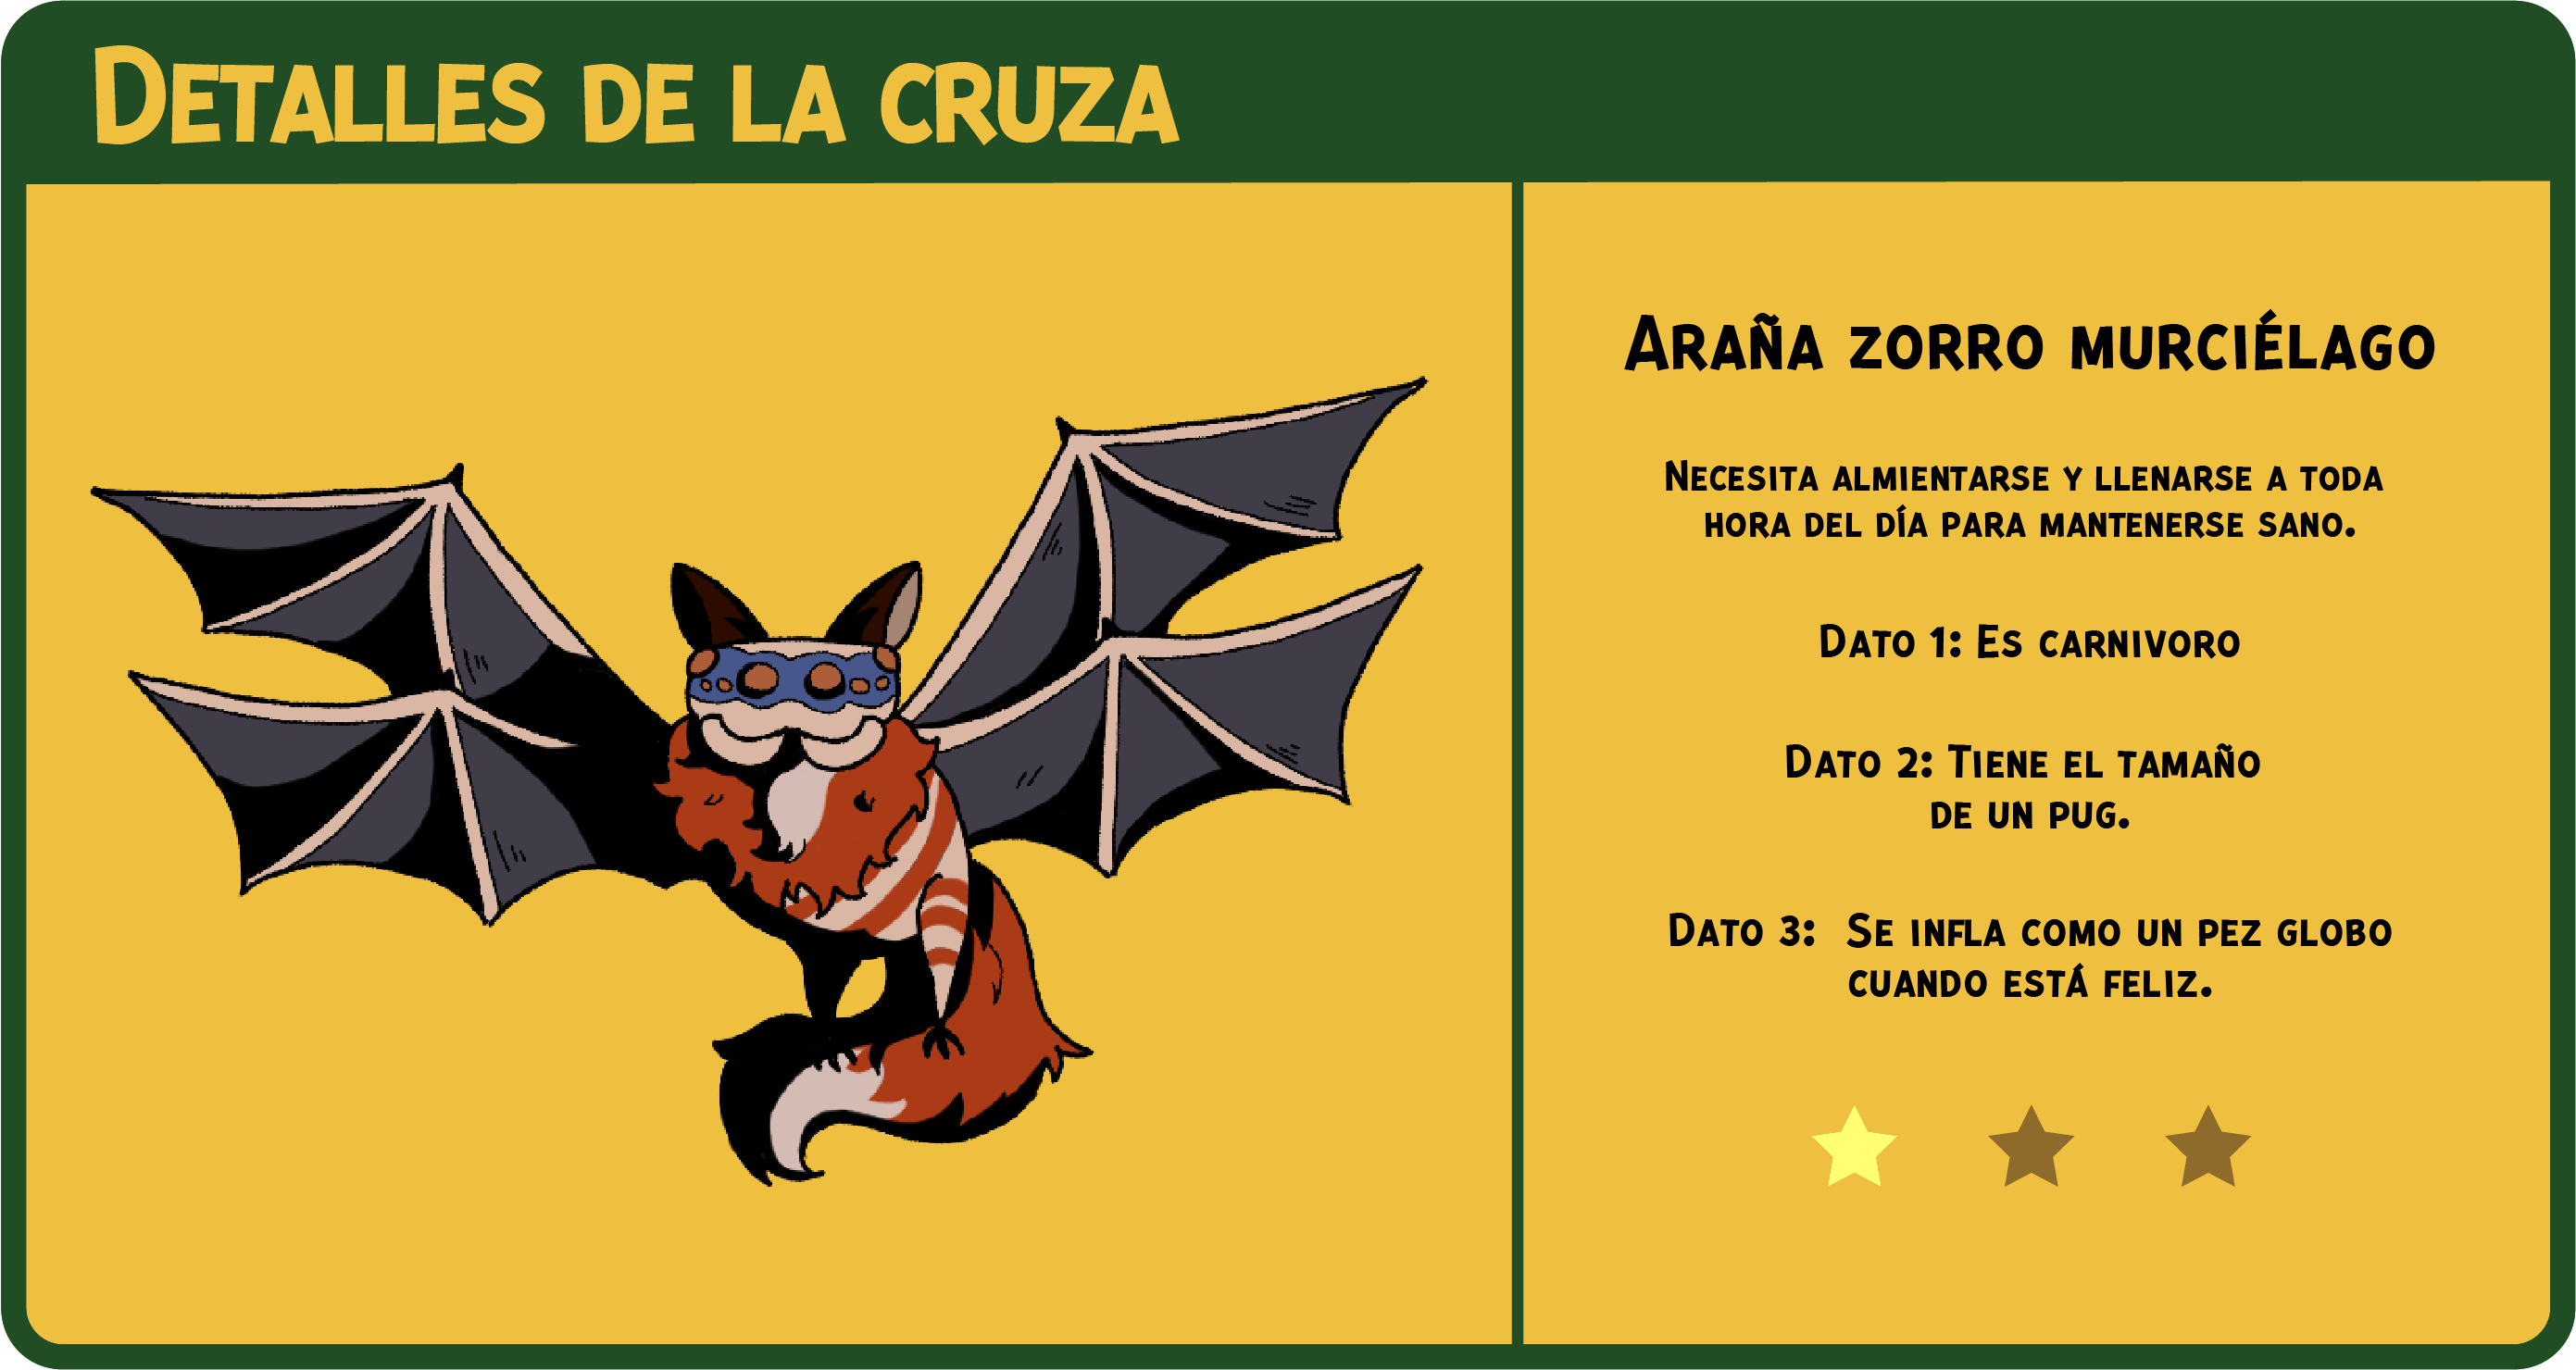 Detalles de la cruza
Araña zorro murciélago
Necesita almientarse y llenarse a toda
hora del día para mantenerse sano.
Dato 1: Es carnivoro
Dato 2: Tiene el tamaño
de un pug.
Dato 3: Se infla como un pez globo
cuando está feliz.